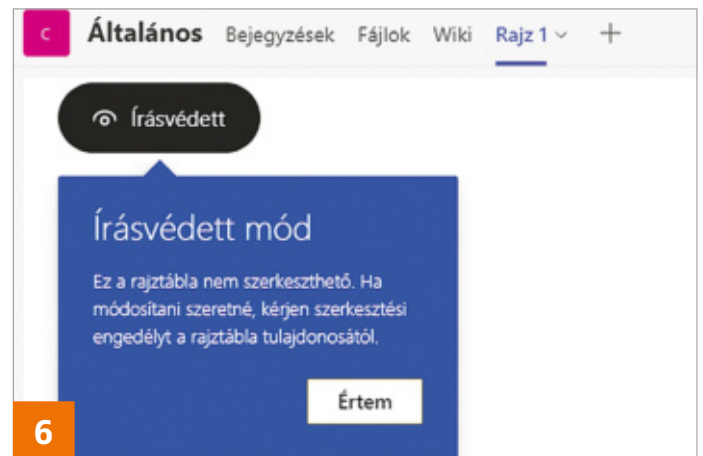 C Általános Bejegyzések Fájlok Wiki Rajz 1
Írásvédett
Írásvédett mód
Ez a rajztábla nem szerkeszthető. Ha
módosítani szeretné, kérjen szerkesztési
engedélyt a rajztábla tulajdonosától.
Értem
6